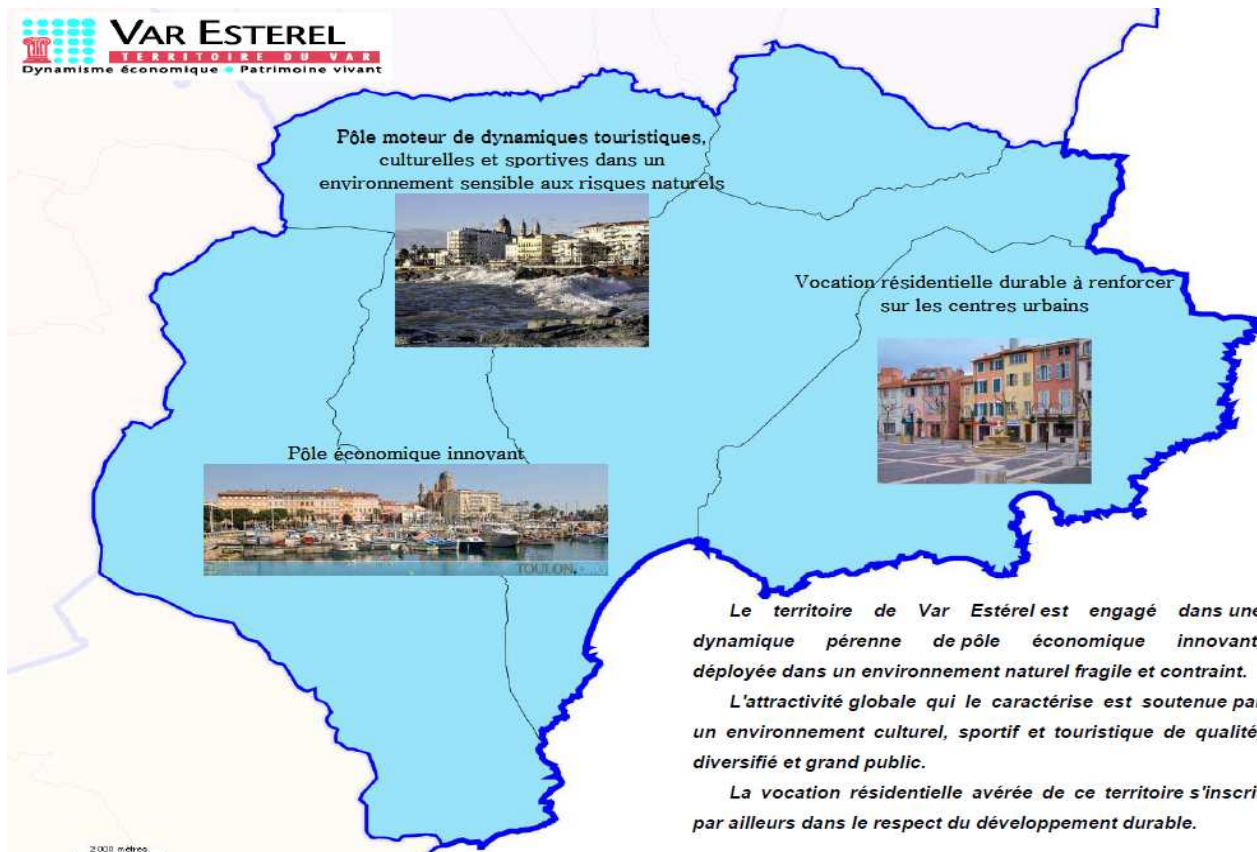 VAR ESTEREL
TERRITOIRE DU VAR
Dynamisme économique Patrimoine vivant
Pôle moteur de dynamiques touristiques,
culturelles et sportives dans un
environnement sensible aux risques naturels
Vocation résidentielle durable à renforcer
sur les centres urbains
Pôle économique innovant
TOULON.
Le territoire de Var Estérel est engagé dans une
dynamique pérenne de pôle économique innovant
déployée dans un environnement naturel fragile et contraint.
L'attractivité globale qui le caractérise est soutenue par
un environnement culturel, sportif et touristique de qualité,
diversifié et grand public.
La vocation résidentielle avérée de ce territoire s'inscri
par ailleurs dans le respect du développement durable.
2 000 mètres